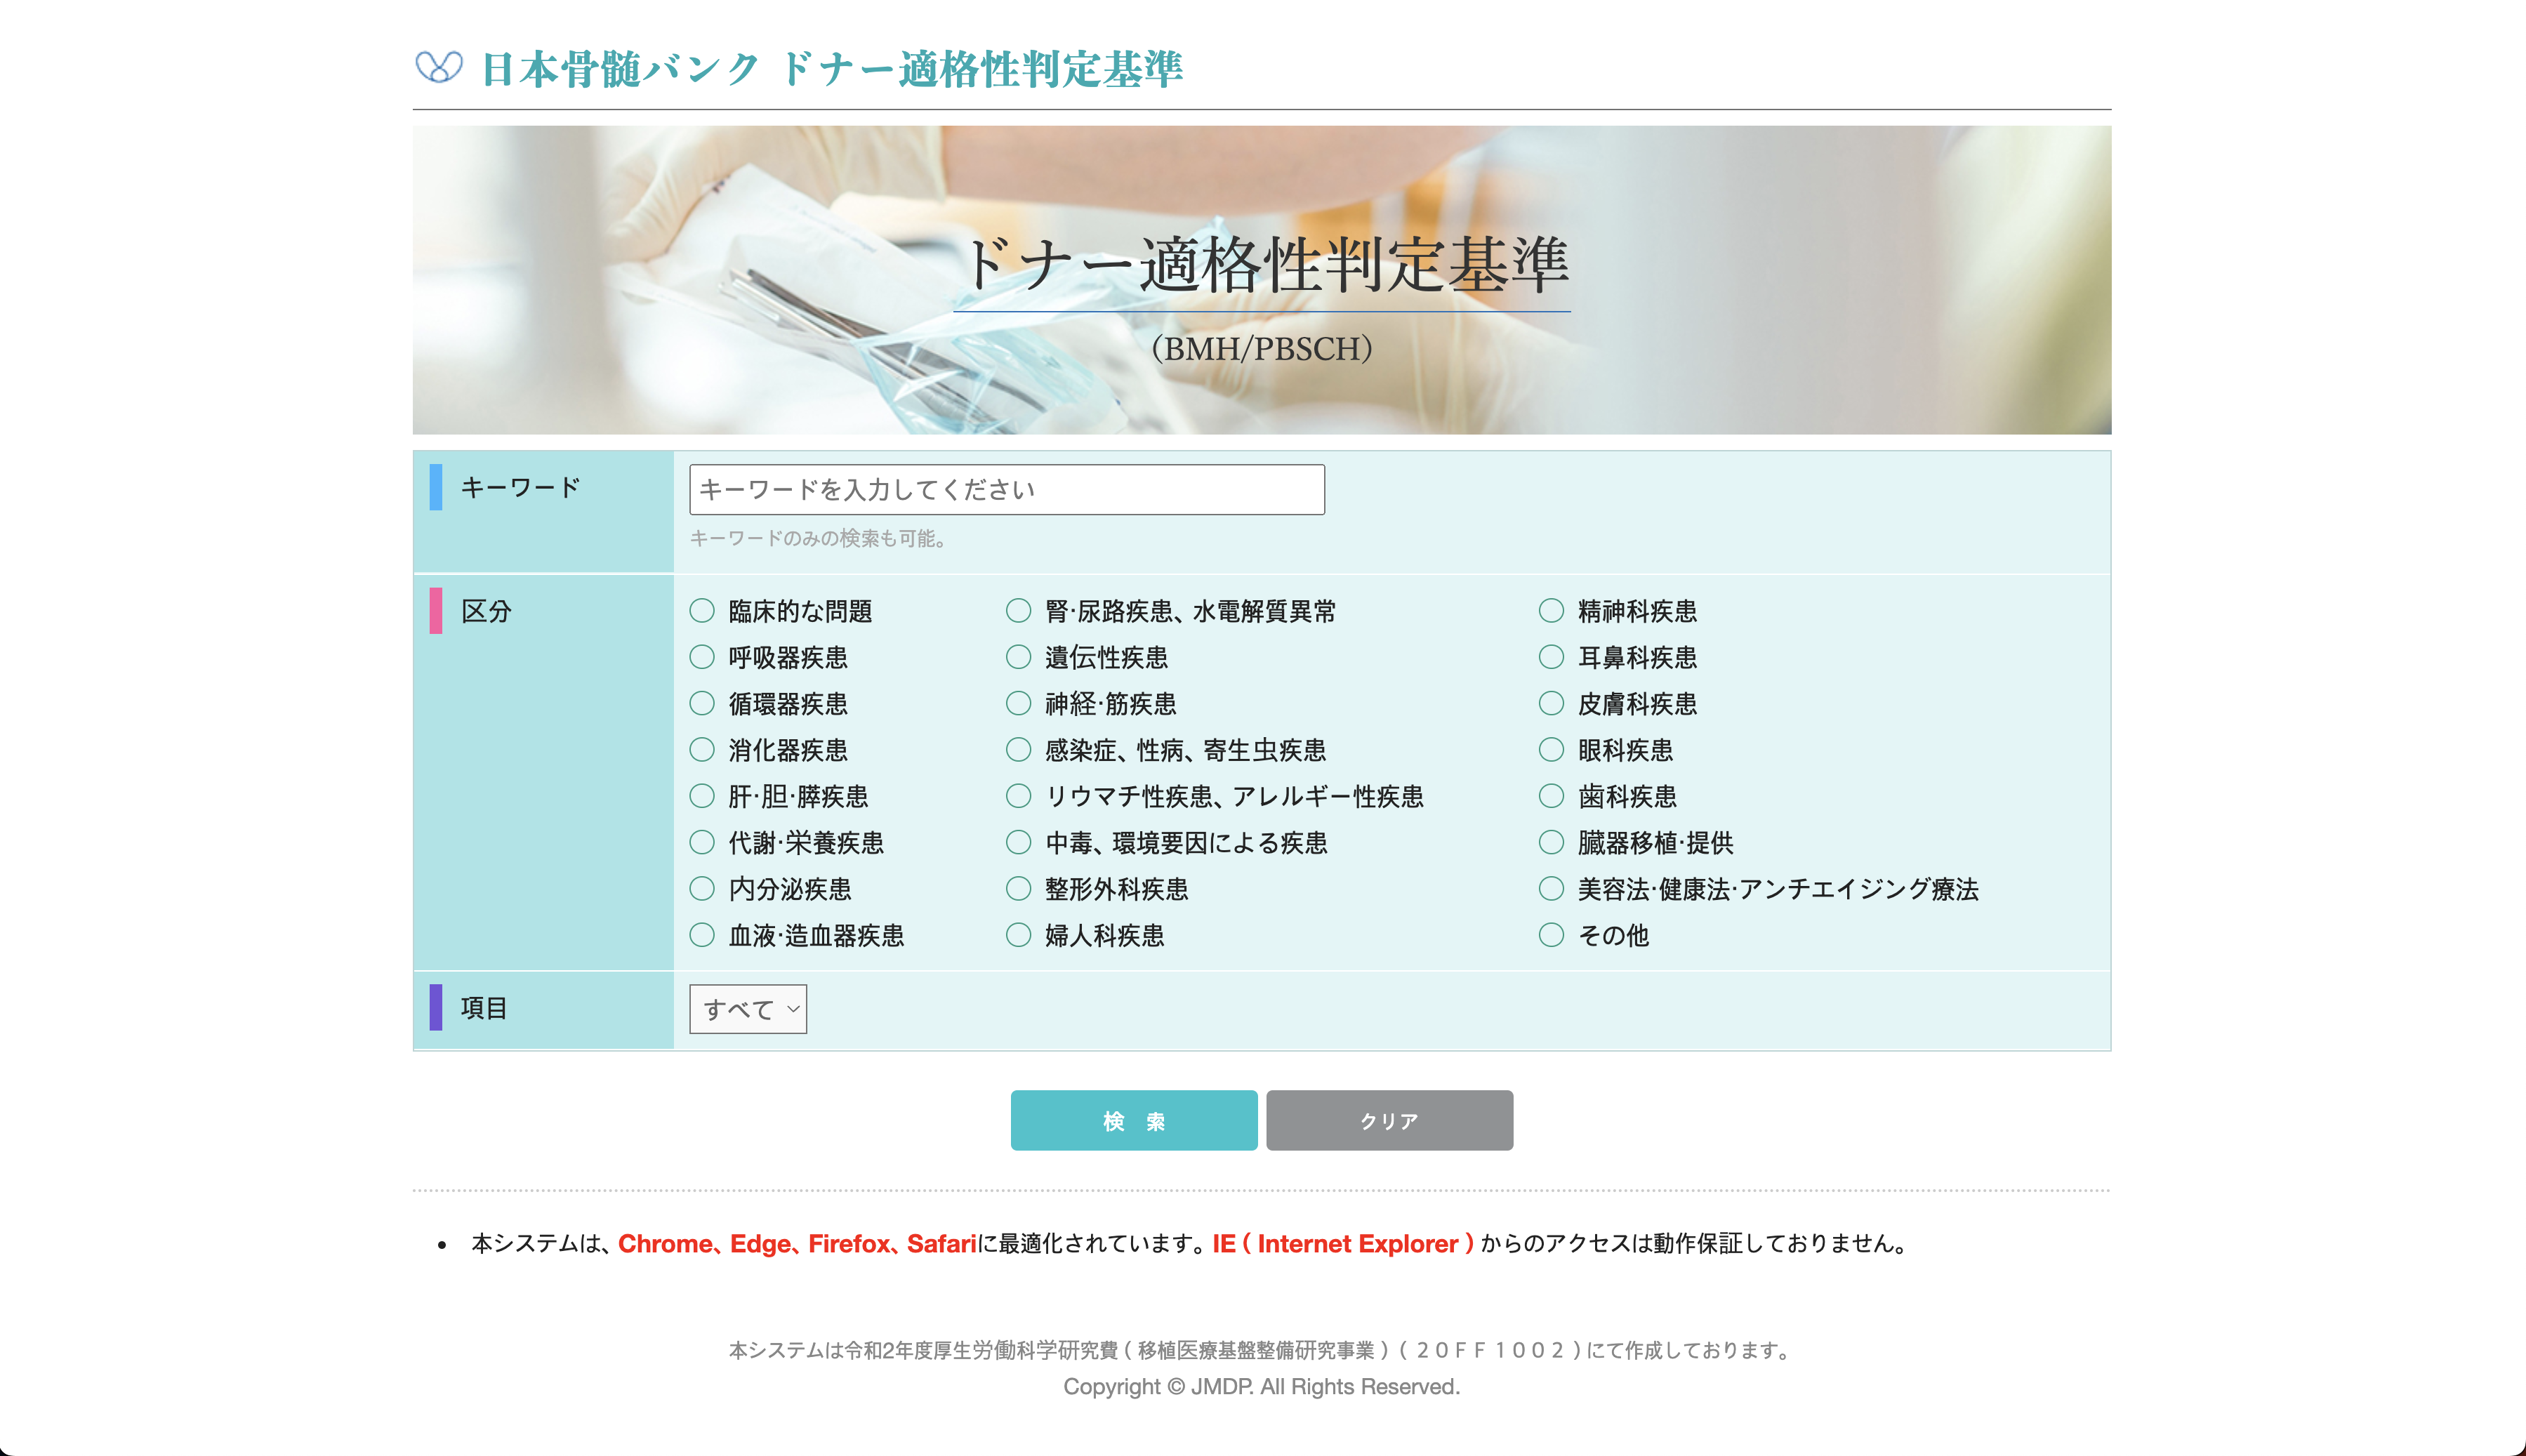 日本骨髄バンク ドナー適格性判定基準
ドナー適格性判定基準
（BMH/PBSCH）
キーワード
キーワードを入力してください
キーワードのみの検索も可能。
区分
臨床的な問題 腎·尿路疾患、水電解質異常 精神科疾患
呼吸器疾患 遺伝性疾患 耳鼻科疾患
循環器疾患 神経·筋疾患 皮膚科疾患
消化器疾患 感染症、性病、寄生虫疾患 眼科疾患
肝·胆·膵疾患 リウマチ性疾患、アレルギー性疾患 歯科疾患
代謝·栄養疾患 中毒、環境要因による疾患 臓器移植·提供
内分泌疾患 整形外科疾患 美容法·健康法·アンチエイジング療法
血液·造血器疾患 婦人科疾患 その他
項目
すべて
検　索 クリア
• 本システムは、Chrome、Edge、Firefox、Safariに最適化されています。IE ( Internet Explorer ) からのアクセスは動作保証しておりません。
本システムは令和2年度厚生労働科学研究費 ( 移植医療基盤整備研究事業 ) ( ２０ＦＦ１００２ ) にて作成しております。
Copyright © JMDP. All Rights Reserved.